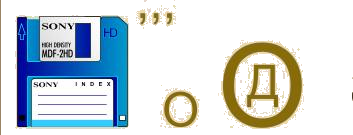 SONY
HD
HIGH DENSITY
MDF-2HD
SONY INDEX
,,,
О
Д